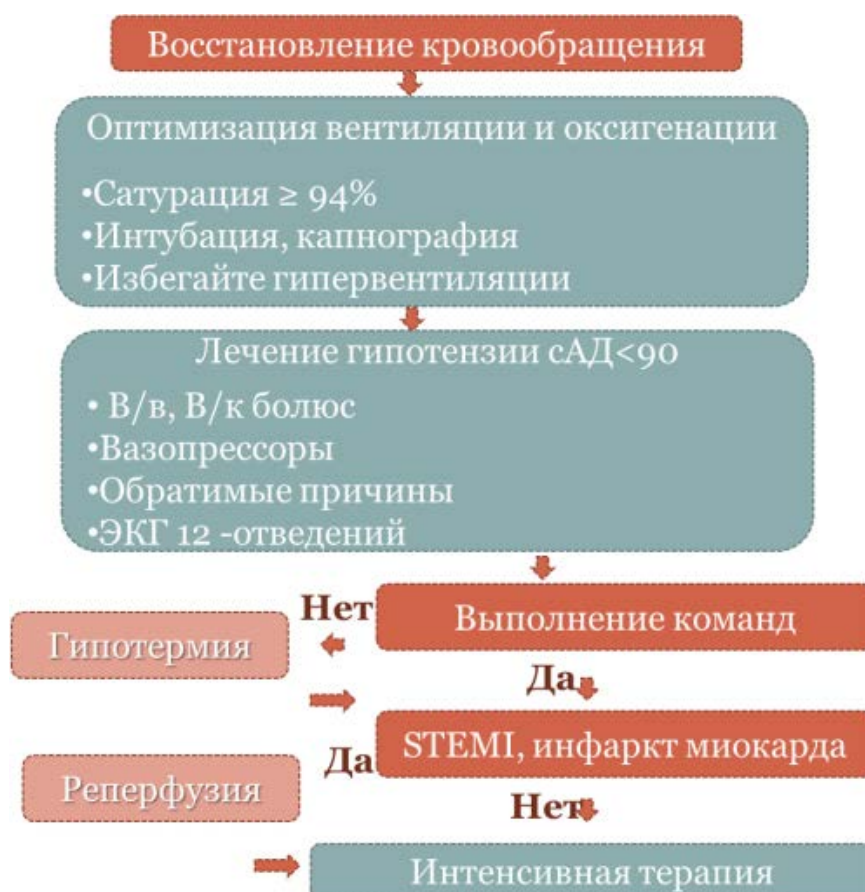 Восстановление кровообращения
Оптимизация вентиляции и оксигенации
•Сатурация ≥ 94%
•Интубация, капнография
•Избегайте гипервентиляции
Лечение гипотензии сАД<90
• В/в, В/к болюс
•Вазопрессоры
•Обратимые причины
•ЭКГ 12 -отведений
Нет
Выполнение команд
Гипотермия
Да
STEMI, инфаркт миокарда
Да
Реперфузия
Нет
Интенсивная терапия